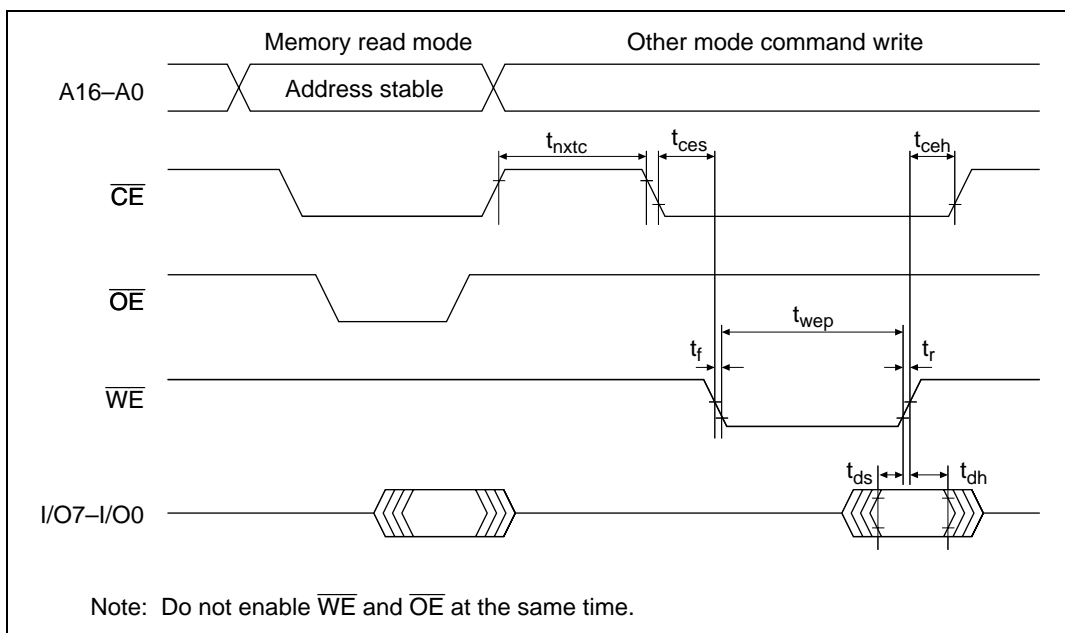 Memory read mode Other mode command write
A16–A0 Address stable
tnxtc tces tceh
CE
OE
twep
tf tr
WE
tds tdh
I/O7–I/O0
Note: Do not enable WE and OE at the same time.